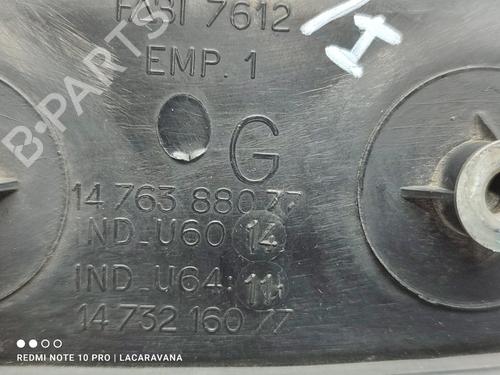 FABI 7612
EMP. 1
G
14 763 880 77
IND_U60 14
IND_U64: 11
14 732 160 77
B-PARTS
REDMI NOTE 10 PRO | LACARAVANA